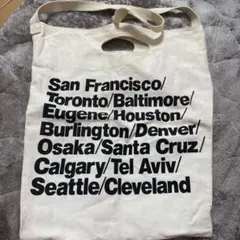 San Francisco/
Toronto/Baltimore/
Eugene/Houston/
Burlington/Denver/
Osaka/Santa Cruz/
Calgary/Tel Aviv/
Seattle/Cleveland